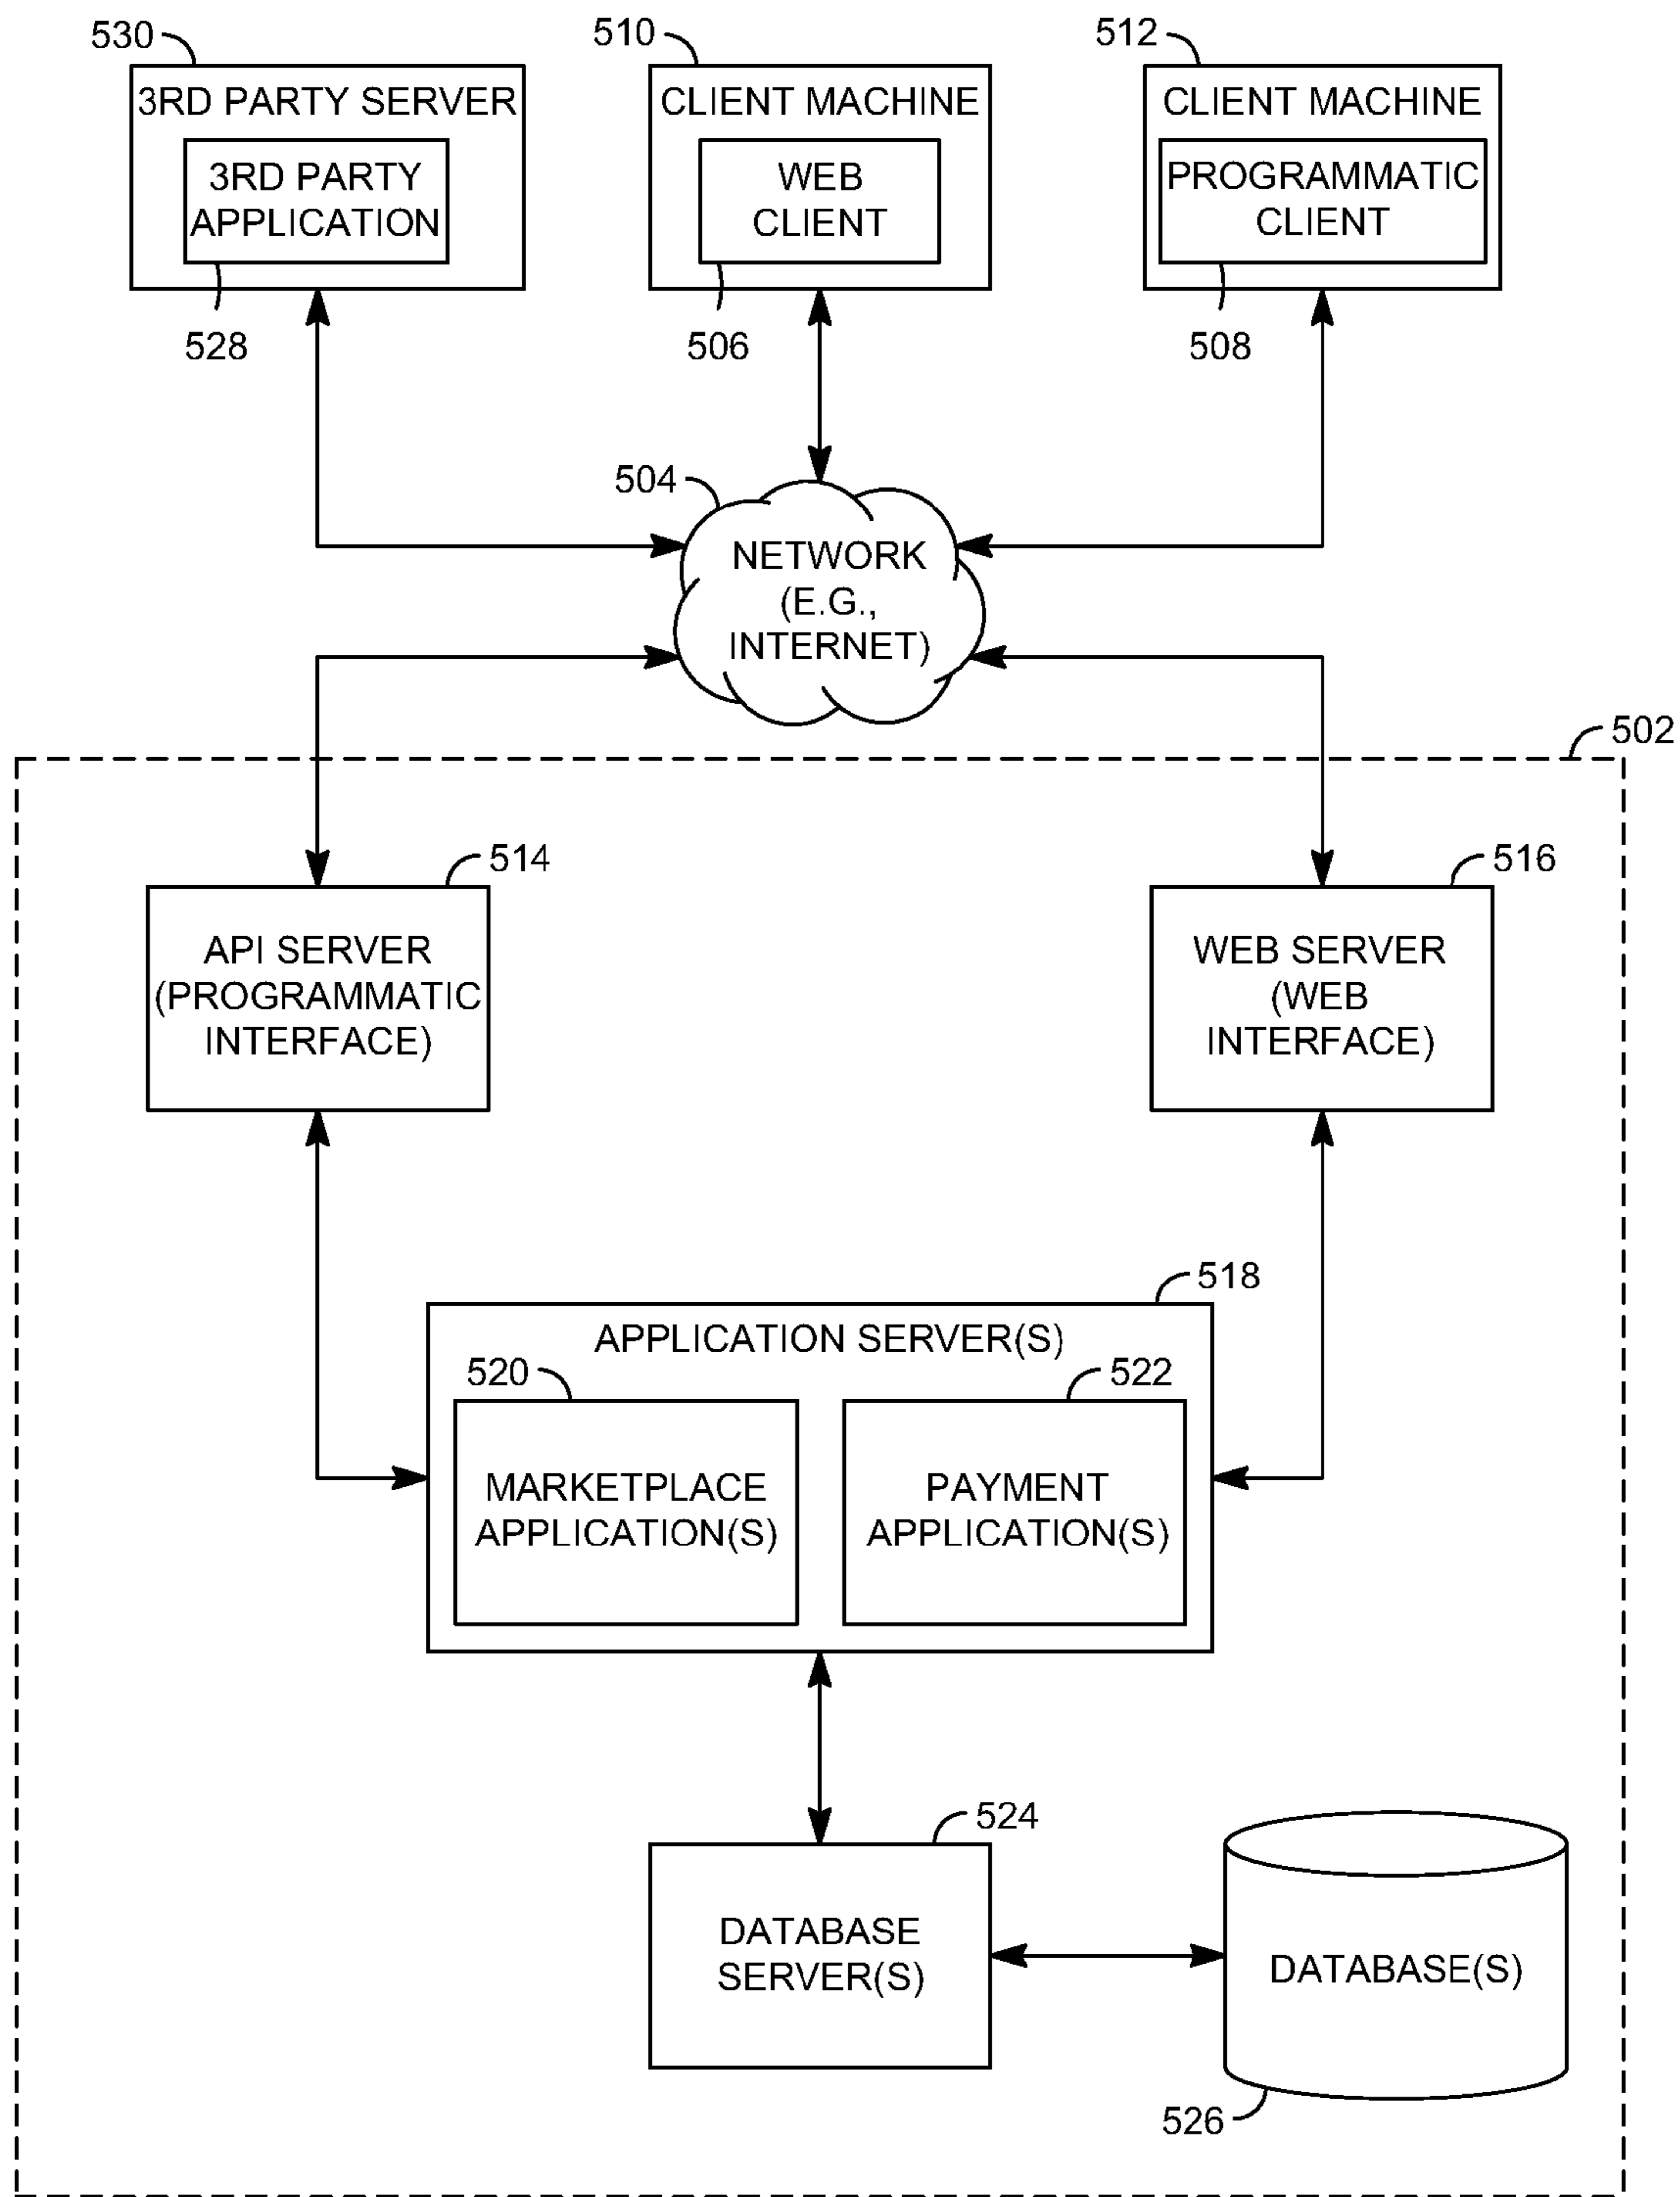 530
510
512
3RD PARTY SERVER
3RD PARTY
APPLICATION
528
CLIENT MACHINE
WEB
CLIENT
506
CLIENT MACHINE
PROGRAMMATIC
CLIENT
508
504
NETWORK
(E.G.,
INTERNET)
502
514
API SERVER
(PROGRAMMATIC
INTERFACE)
516
WEB SERVER
(WEB
INTERFACE)
518
APPLICATION SERVER(S)
520
MARKETPLACE
APPLICATION(S)
522
PAYMENT
APPLICATION(S)
524
DATABASE
SERVER(S)
DATABASE(S)
526